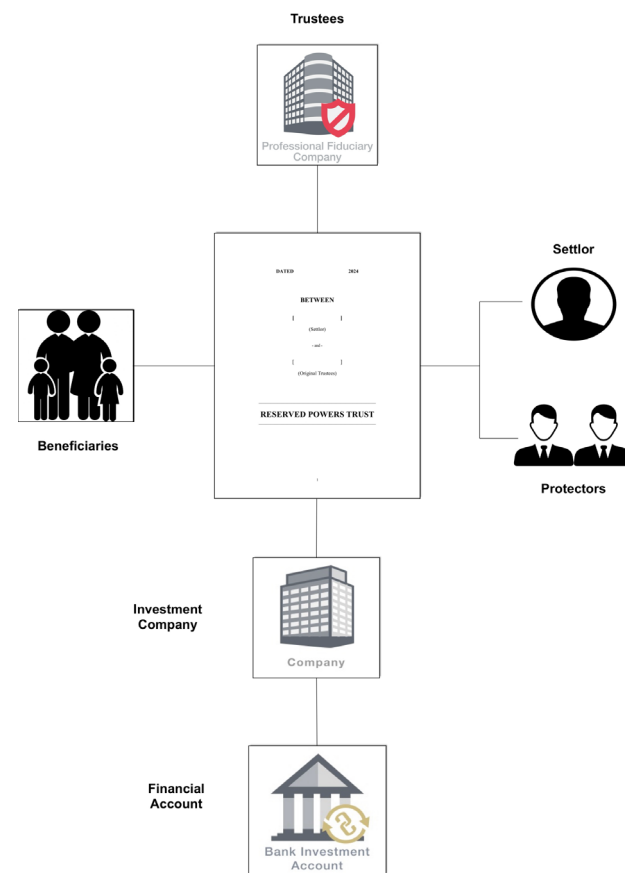 Trustees
Professional Fiduciary
Company
DATED 2024
BETWEEN
[ ]
(Settlor)
- and -
[ ]
(Original Trustees)
RESERVED POWERS TRUST
1
Settlor
Protectors
Beneficiaries
Investment
Company
Company
Financial
Account
Bank Investment
Account